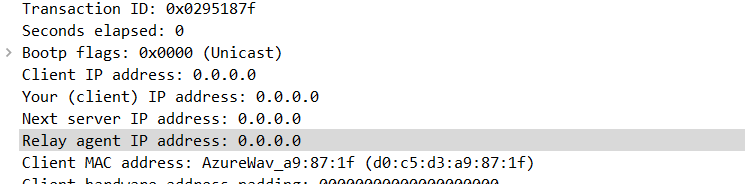 Transaction ID: 0x0295187f
Seconds elapsed: 0
Bootp flags: 0x0000 (Unicast)
Client IP address: 0.0.0.0
Your (client) IP address: 0.0.0.0
Next server IP address: 0.0.0.0
Relay agent IP address: 0.0.0.0
Client MAC address: AzureWav_a9:87:1f (d0:c5:d3:a9:87:1f)
Client hardware address padding: 00000000000000000000